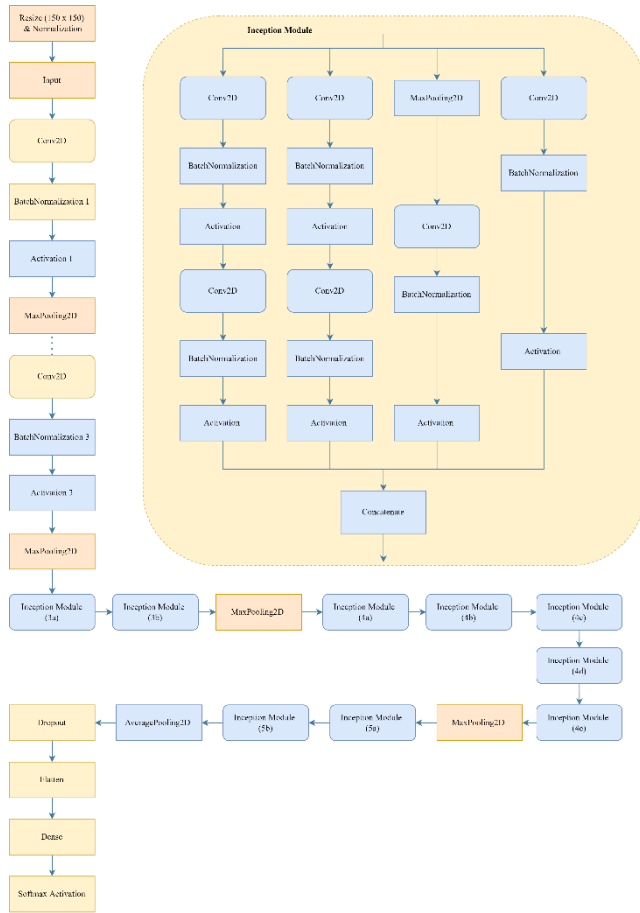 Resize (150 x 150)
& Normalization
Input
Conv2D
BatchNormalization 1
Activation 1
MaxPooling2D
Conv2D
BatchNormalization 3
Activation 3
MaxPooling2D
Inception Module
Conv2D
Conv2D
MaxPooling2D
Conv2D
BatchNormalization
BatchNormalization
BatchNormalization
Activation
Activation
Conv2D
Conv2D
Conv2D
BatchNormalization
BatchNormalization
BatchNormalization
Activation
Activation
Activation
Activation
Concatenate
Inception Module
(3a)
Inception Module
(3b)
MaxPooling2D
Inception Module
(4a)
Inception Module
(4b)
Inception Module
(4c)
Inception Module
(4d)
Inception Module
(4e)
MaxPooling2D
Inception Module
(5a)
Inception Module
(5b)
AveragePooling2D
Dropout
Flatten
Dense
Softmax Activation